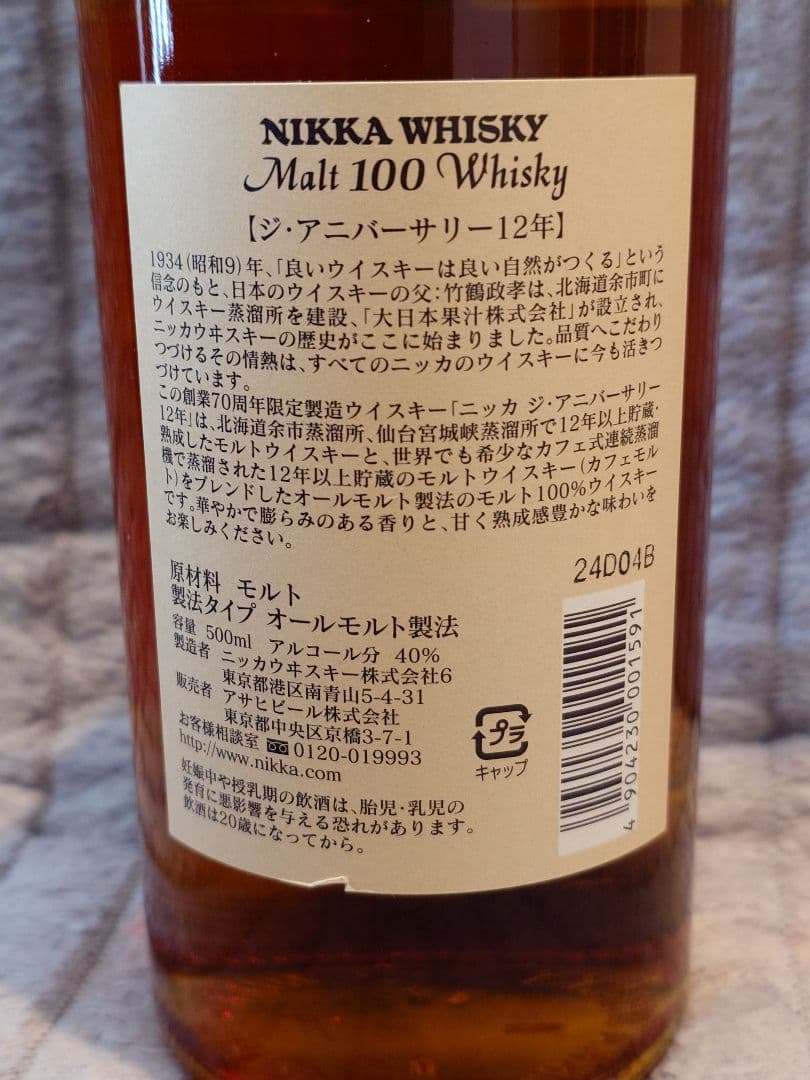 NIKKA WHISKY
Malt 100 Whisky
【ジ・アニバーサリー12年】
1934(昭和9)年、「良いウイスキーは良い自然がつくる」という
信念のもと、日本のウイスキーの父:竹鶴政孝は、北海道余市町に
ウイスキー蒸溜所を建設、「大日本果汁株式会社」が設立され、
ニッカウヰスキーの歴史がここに始まりました。品質へこだわり
つづけるその情熱は、すべてのニッカのウイスキーに今も活きつ
づけています。
この創業70周年限定製造ウイスキー「ニッカ ジ・アニバーサリー
12年」は、北海道余市蒸溜所、仙台宮城峡蒸溜所で12年以上貯蔵・
熟成したモルトウイスキーと、世界でも希少なカフェ式連続蒸溜
機で蒸溜された12年以上貯蔵のモルトウイスキー(カフェモル
ト)をブレンドしたオールモルト製法のモルト100%ウイスキー
です。華やかで膨らみのある香りと、甘く熟成感豊かな味わいを
お楽しみください。
24D04B
原材料 モルト
製法タイプ オールモルト製法
容量 500ml アルコール分 40%
製造者 ニッカウヰスキー株式会社6
東京都港区南青山5-4-31
販売者 アサヒビール株式会社
東京都中央区京橋3-7-1
お客様相談室 0120-019993
http://www.nikka.com
妊娠中や授乳期の飲酒は、胎児・乳児の
発育に悪影響を与える恐れがあります。
飲酒は20歳になってから。
プラ
キャップ
4 904230 001591